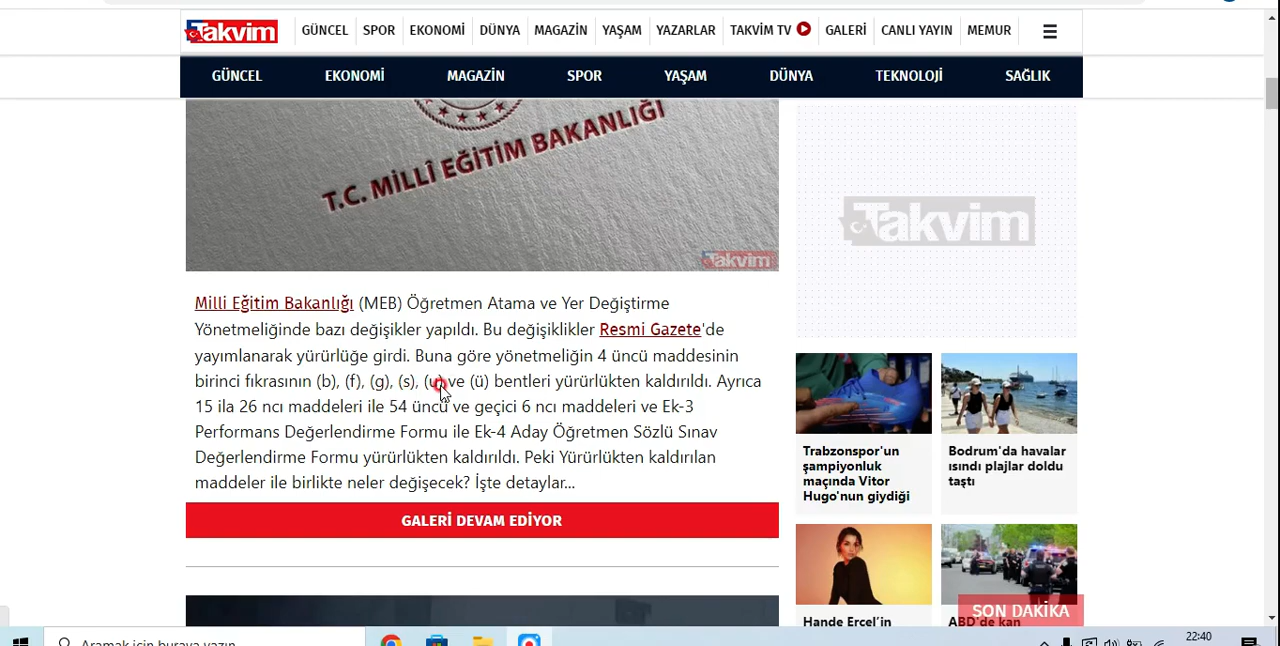 Takvim
GÜNCEL SPOR EKONOMİ DÜNYA MAGAZİN YAŞAM YAZARLAR TAKVİM TV GALERİ CANLI YAYIN MEMUR
GÜNCEL EKONOMİ MAGAZİN SPOR YAŞAM DÜNYA TEKNOLOJİ SAĞLIK
T.C. MİLLÎ EĞİTİM BAKANLIĞI
Takvim
Takvim
Milli Eğitim Bakanlığı (MEB) Öğretmen Atama ve Yer Değiştirme
Yönetmeliğinde bazı değişikler yapıldı. Bu değişiklikler Resmi Gazete'de
yayımlanarak yürürlüğe girdi. Buna göre yönetmeliğin 4 üncü maddesinin
birinci fıkrasının (b), (f), (g), (s), (u) ve (ü) bentleri yürürlükten kaldırıldı. Ayrıca
15 ila 26 ncı maddeleri ile 54 üncü ve geçici 6 ncı maddeleri ve Ek-3
Performans Değerlendirme Formu ile Ek-4 Aday Öğretmen Sözlü Sınav
Değerlendirme Formu yürürlükten kaldırıldı. Peki Yürürlükten kaldırılan
maddeler ile birlikte neler değişecek? İşte detaylar...
GALERİ DEVAM EDİYOR
Trabzonspor'un
şampiyonluk
maçında Vitor
Hugo'nun giydiği
Bodrum'da havalar
ısındı plajlar doldu
taştı
Hande Ercel'in
ABD'de kan
SON DAKİKA
Aramak için buraya yazın
22:40